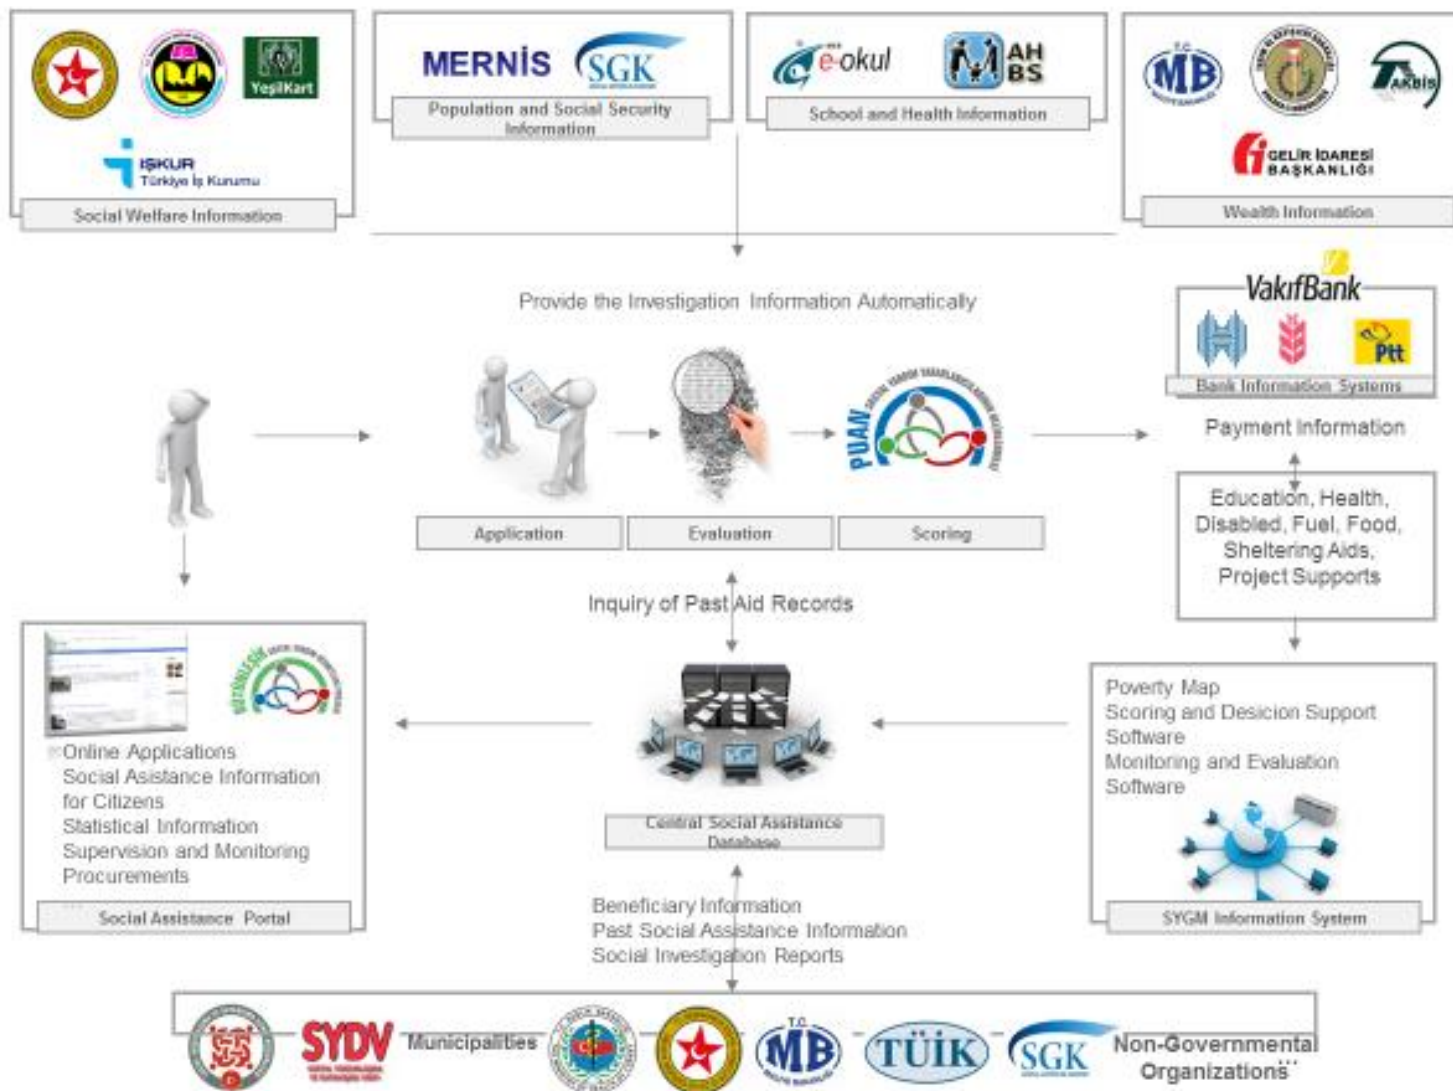 YeşilKart
İŞKUR
Türkiye İş Kurumu
Social Welfare Information
MERNİS
SGK
Population and Social Security
Information
e-okul
AH
BS
School and Health Information
T.C.
MB
TAKBİS
GELİR İDARESİ
BAŞKANLIĞI
Wealth Information
Provide the Investigation Information Automatically
VakıfBank
Ptt
Bank Information Systems
Payment Information
PUAN
Application
Evaluation
Scoring
Education, Health,
Disabled, Fuel, Food,
Sheltering Aids,
Project Supports
Inquiry of Past Aid Records
BÜTÜNLEŞİK
Online Applications
Social Asistance Information
for Citizens
Statistical Information
Supervision and Monitoring
Procurements
...
Social Assistance Portal
Central Social Assistance
Database
Poverty Map
Scoring and Desicion Support
Software
Monitoring and Evaluation
Software
SYGM Information System
Beneficiary Information
Past Social Assistance Information
Social Investigation Reports
SYDV
Municipalities
T.C.
MB
TÜİK
SGK
Non-Governmental
Organizations...